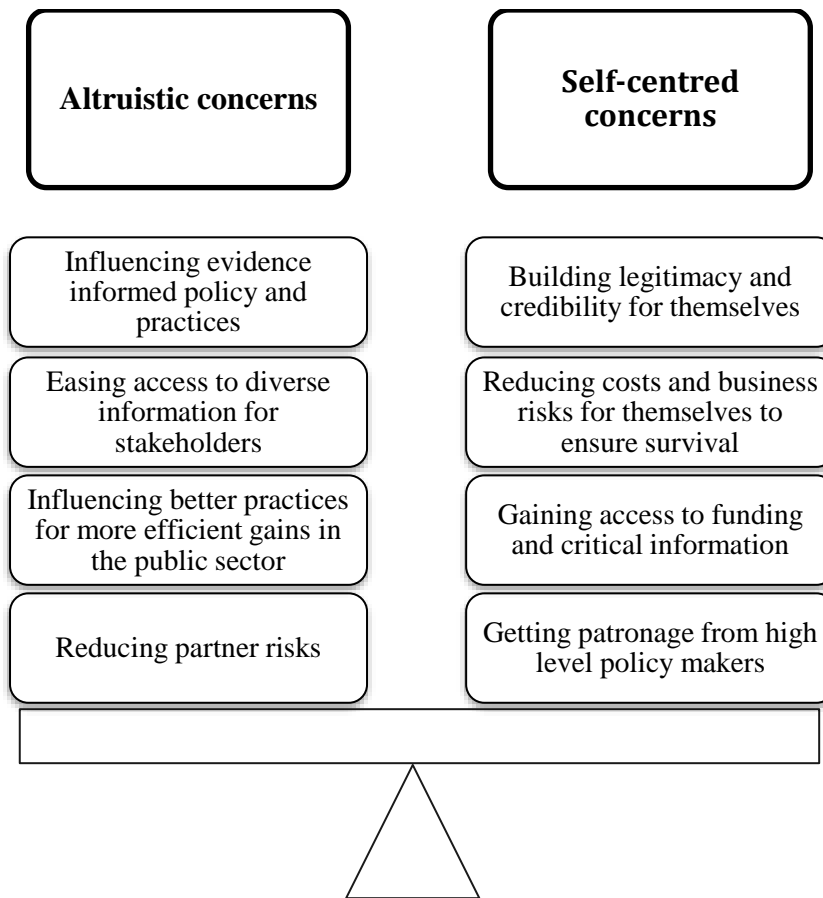 Altruistic concerns
Self-centred
concerns
Influencing evidence
informed policy and
practices
Easing access to diverse
information for
stakeholders
Influencing better practices
for more efficient gains in
the public sector
Reducing partner risks
Building legitimacy and
credibility for themselves
Reducing costs and business
risks for themselves to
ensure survival
Gaining access to funding
and critical information
Getting patronage from high
level policy makers